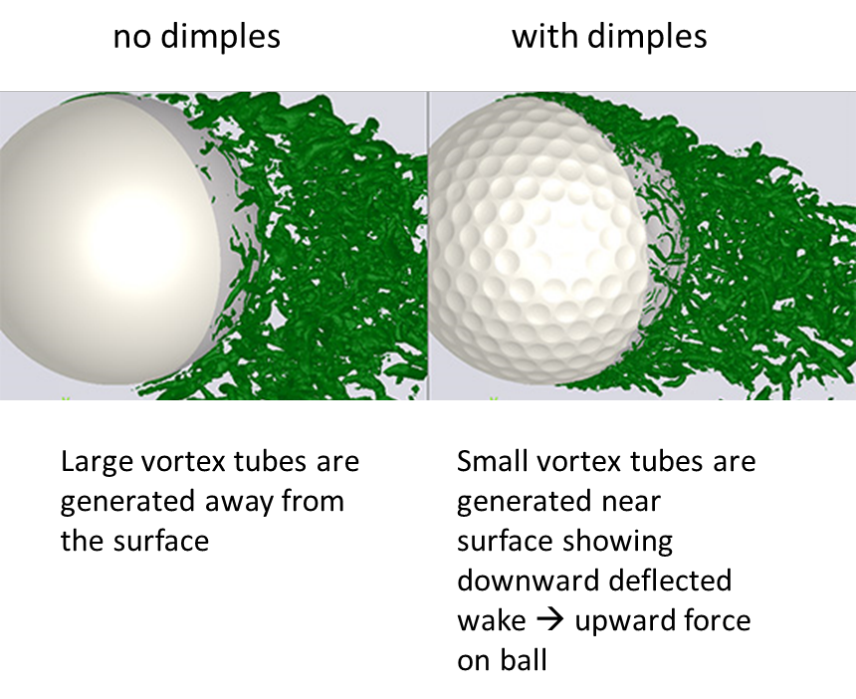 no dimples
with dimples
Large vortex tubes are
generated away from
the surface
Small vortex tubes are
generated near
surface showing
downward deflected
wake → upward force
on ball